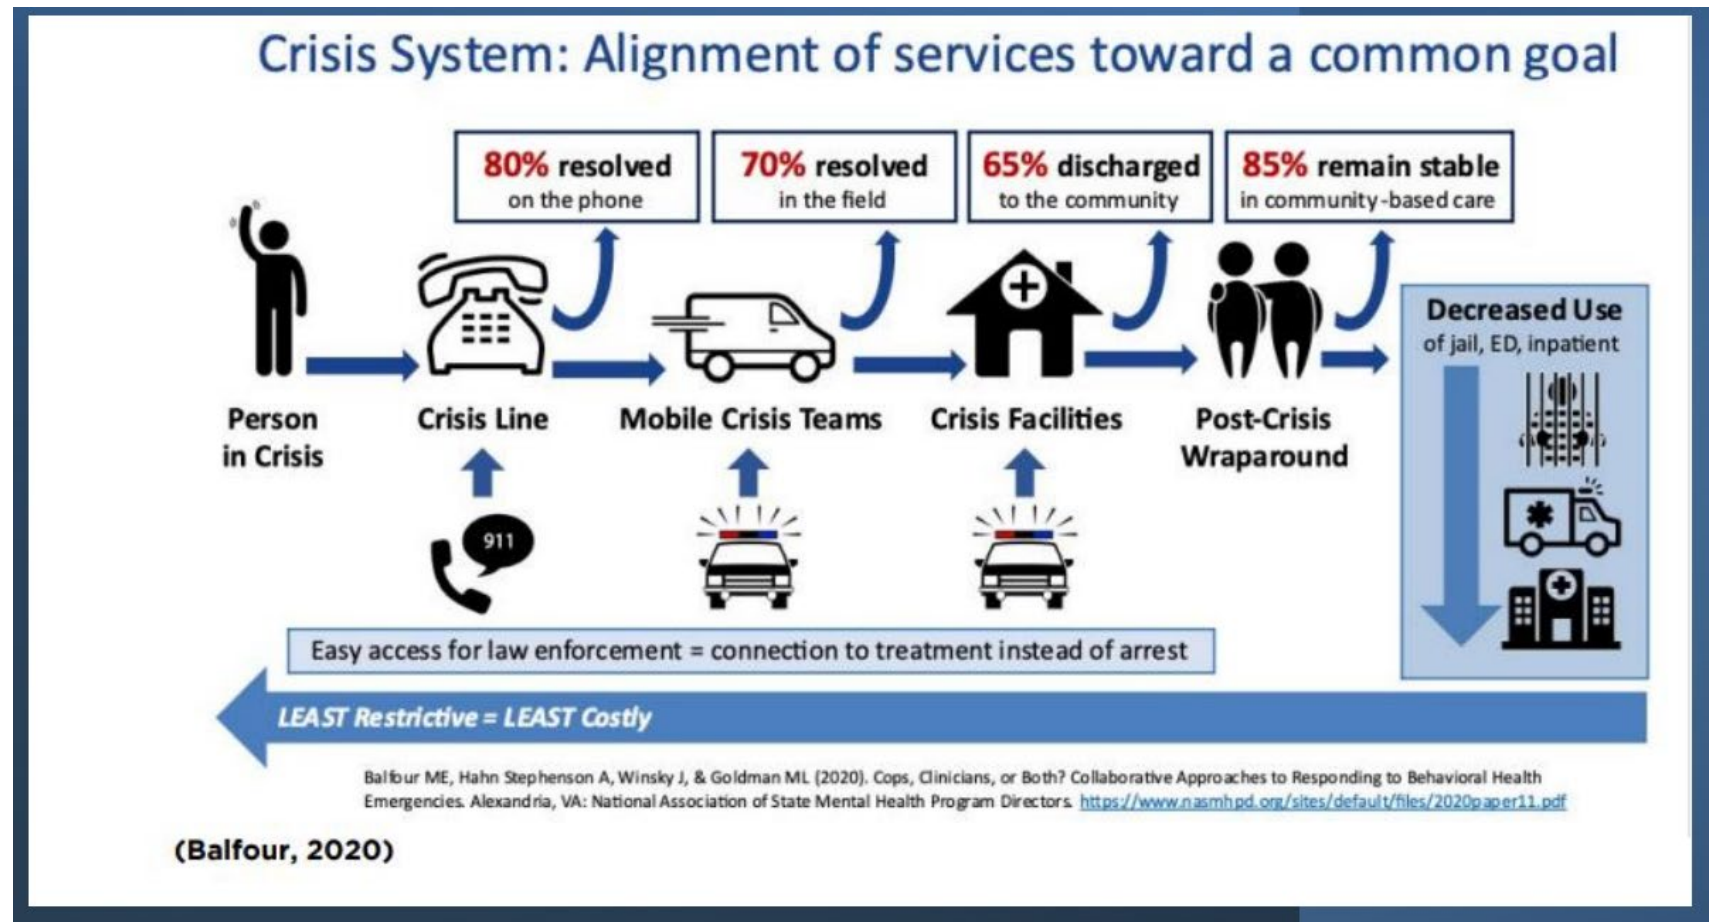 Crisis System: Alignment of services toward a common goal
80% resolved
on the phone
70% resolved
in the field
65% discharged
to the community
85% remain stable
in community-based care
Decreased Use
of jail, ED, inpatient
Person
in Crisis
Crisis Line
Mobile Crisis Teams
Crisis Facilities
Post-Crisis
Wraparound
911
Easy access for law enforcement = connection to treatment instead of arrest
LEAST Restrictive = LEAST Costly
Balfour ME, Hahn Stephenson A, Winsky J, & Goldman ML (2020). Cops, Clinicians, or Both? Collaborative Approaches to Responding to Behavioral Health
Emergencies. Alexandria, VA: National Association of State Mental Health Program Directors. https://www.nasmhpd.org/sites/default/files/2020paper11.pdf
(Balfour, 2020)